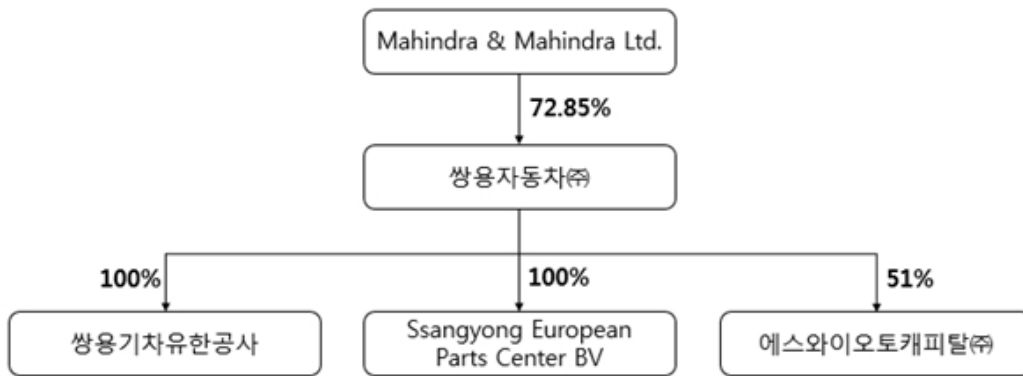 Mahindra & Mahindra Ltd.
72.85%
쌍용자동차㈜
100%
100%
51%
쌍용기차유한공사
Ssangyong European
Parts Center BV
에스와이오토캐피탈㈜